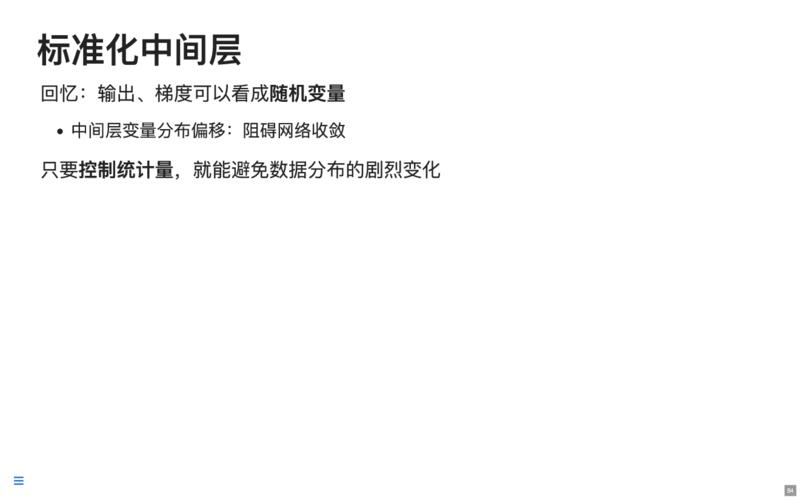 标准化中间层
回忆：输出、梯度可以看成随机变量
• 中间层变量分布偏移：阻碍网络收敛
只要控制统计量，就能避免数据分布的剧烈变化
94